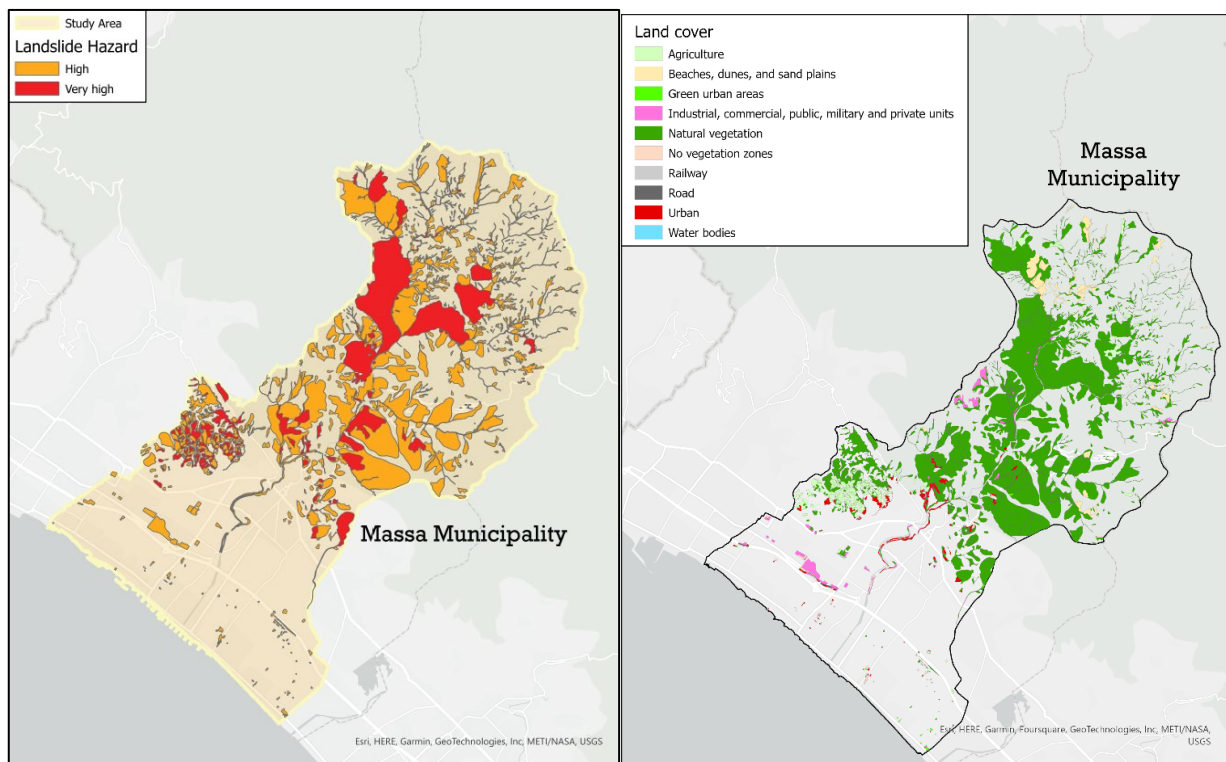 Study Area
Landslide Hazard
High
Very high
Massa Municipality
Esri, HERE, Garmin, GeoTechnologies, Inc, METI/NASA, USGS
Land cover
Agriculture
Beaches, dunes, and sand plains
Green urban areas
Industrial, commercial, public, military and private units
Natural vegetation
No vegetation zones
Railway
Road
Urban
Water bodies
Massa
Municipality
Esri, HERE, Garmin, Foursquare, GeoTechnologies, Inc, METI/NASA,
USGS